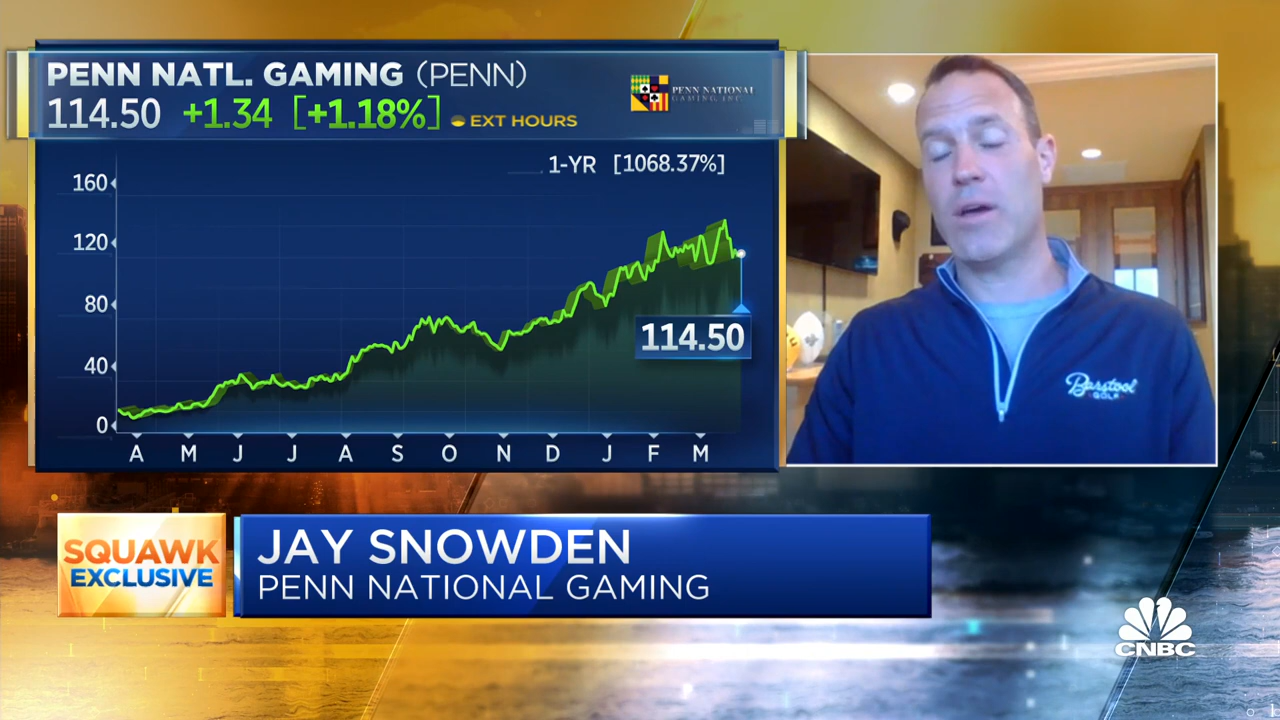 PENN NATL. GAMING (PENN)
114.50 +1.34 [+1.18%] EXT HOURS
PENN NATIONAL
GAMING, INC.
1-YR [1068.37%]
160
120
80
40
0
114.50
A M J J A S O N D J F M
Barstool
GOLF
SQUAWK
EXCLUSIVE
JAY SNOWDEN
PENN NATIONAL GAMING
CNBC